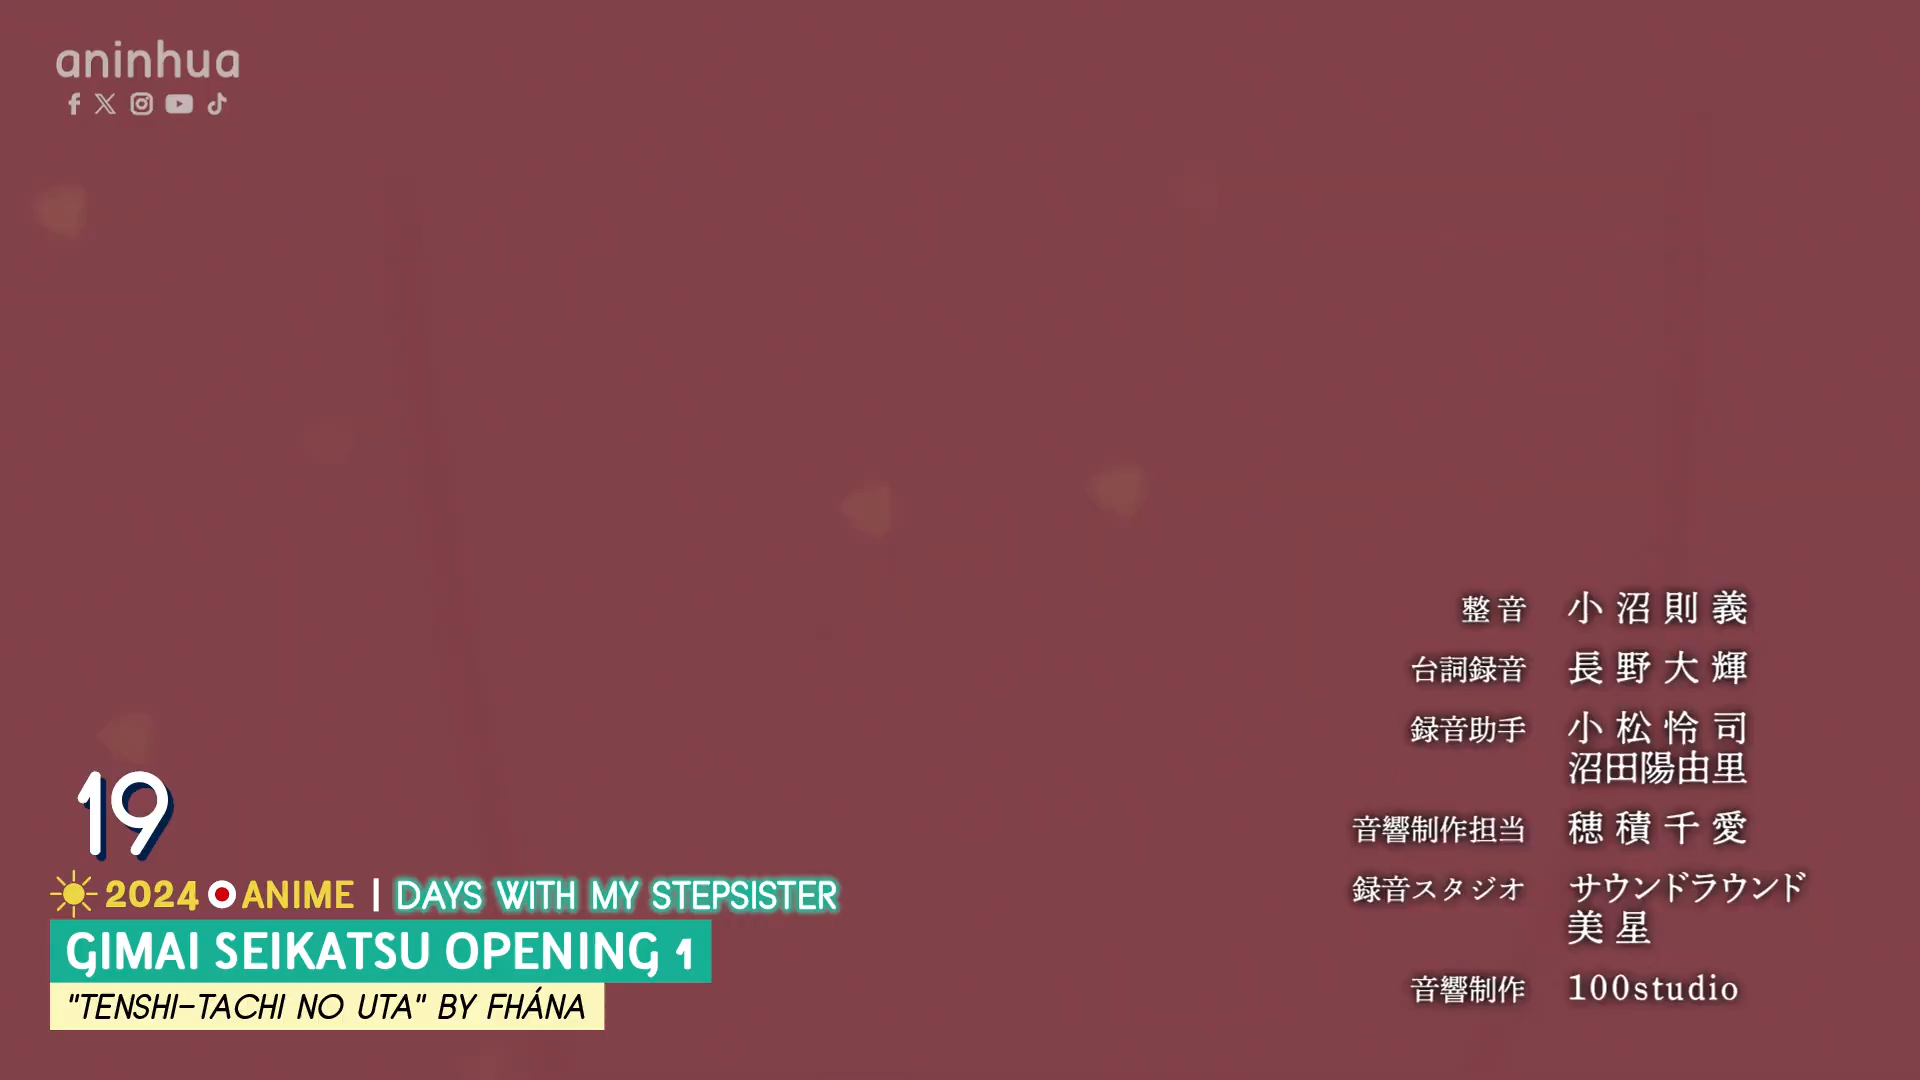 aninhua
整音 小沼則義
台詞録音 長野大輝
録音助手 小松怜司
沼田陽由里
音響制作担当 穂積千愛
録音スタジオ サウンドラウンド
美星
音響制作 100studio
19
2024 ANIME | DAYS WITH MY STEPSISTER
GIMAI SEIKATSU OPENING 1
"TENSHI-TACHI NO UTA" BY FHÁNA